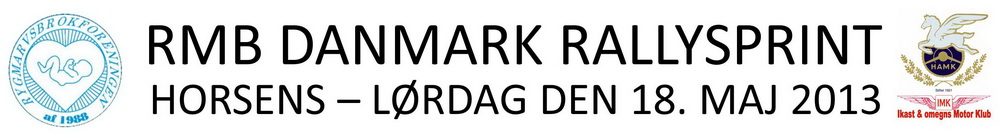 RYGMARVSBROKFORENINGEN
af 1988
RMB DANMARK RALLYSPRINT
HORSENS – LØRDAG DEN 18. MAJ 2013
HAMK
IMK
Ikast & omegns Motor Klub